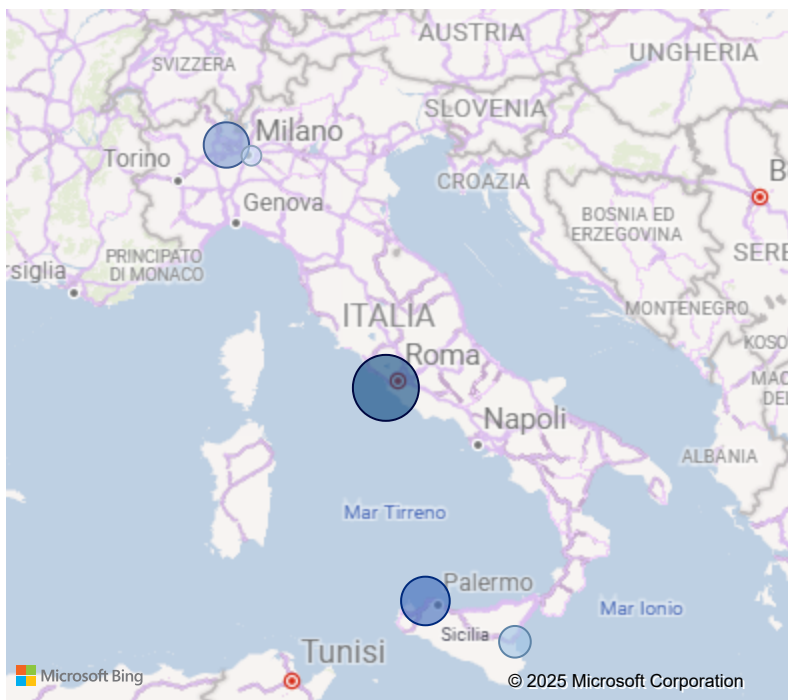 AUSTRIA
UNGHERIA
SVIZZERA
SLOVENIA
Milano
Torino
B
CROAZIA
Genova
BOSNIA ED
ERZEGOVINA
SERE
PRINCIPATO
DI MONACO
rsiglia
MONTENEGRO
ITALIA
KOSO
Roma
MAC
DEL
Napoli
ALBANIA
Mar Tirreno
Palermo
Mar Ionio
Sicilia
Tunisi
Microsoft Bing
© 2025 Microsoft Corporation